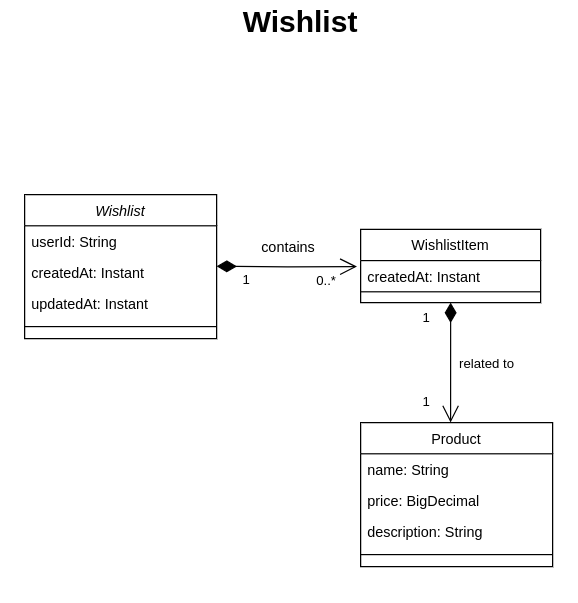 Wishlist
Wishlist
userId: String
createdAt: Instant
updatedAt: Instant
contains
1
0..*
WishlistItem
createdAt: Instant
1
related to
1
Product
name: String
price: BigDecimal
description: String